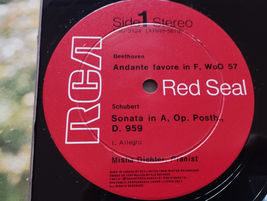 Side 1 Stereo
Beethoven
Andante favore in F, WoO 57
RCA Red Seal
Schubert
Sonata in A, Op. Posth.,
D. 959
I. Allegro
Misha Dichter, Pianist